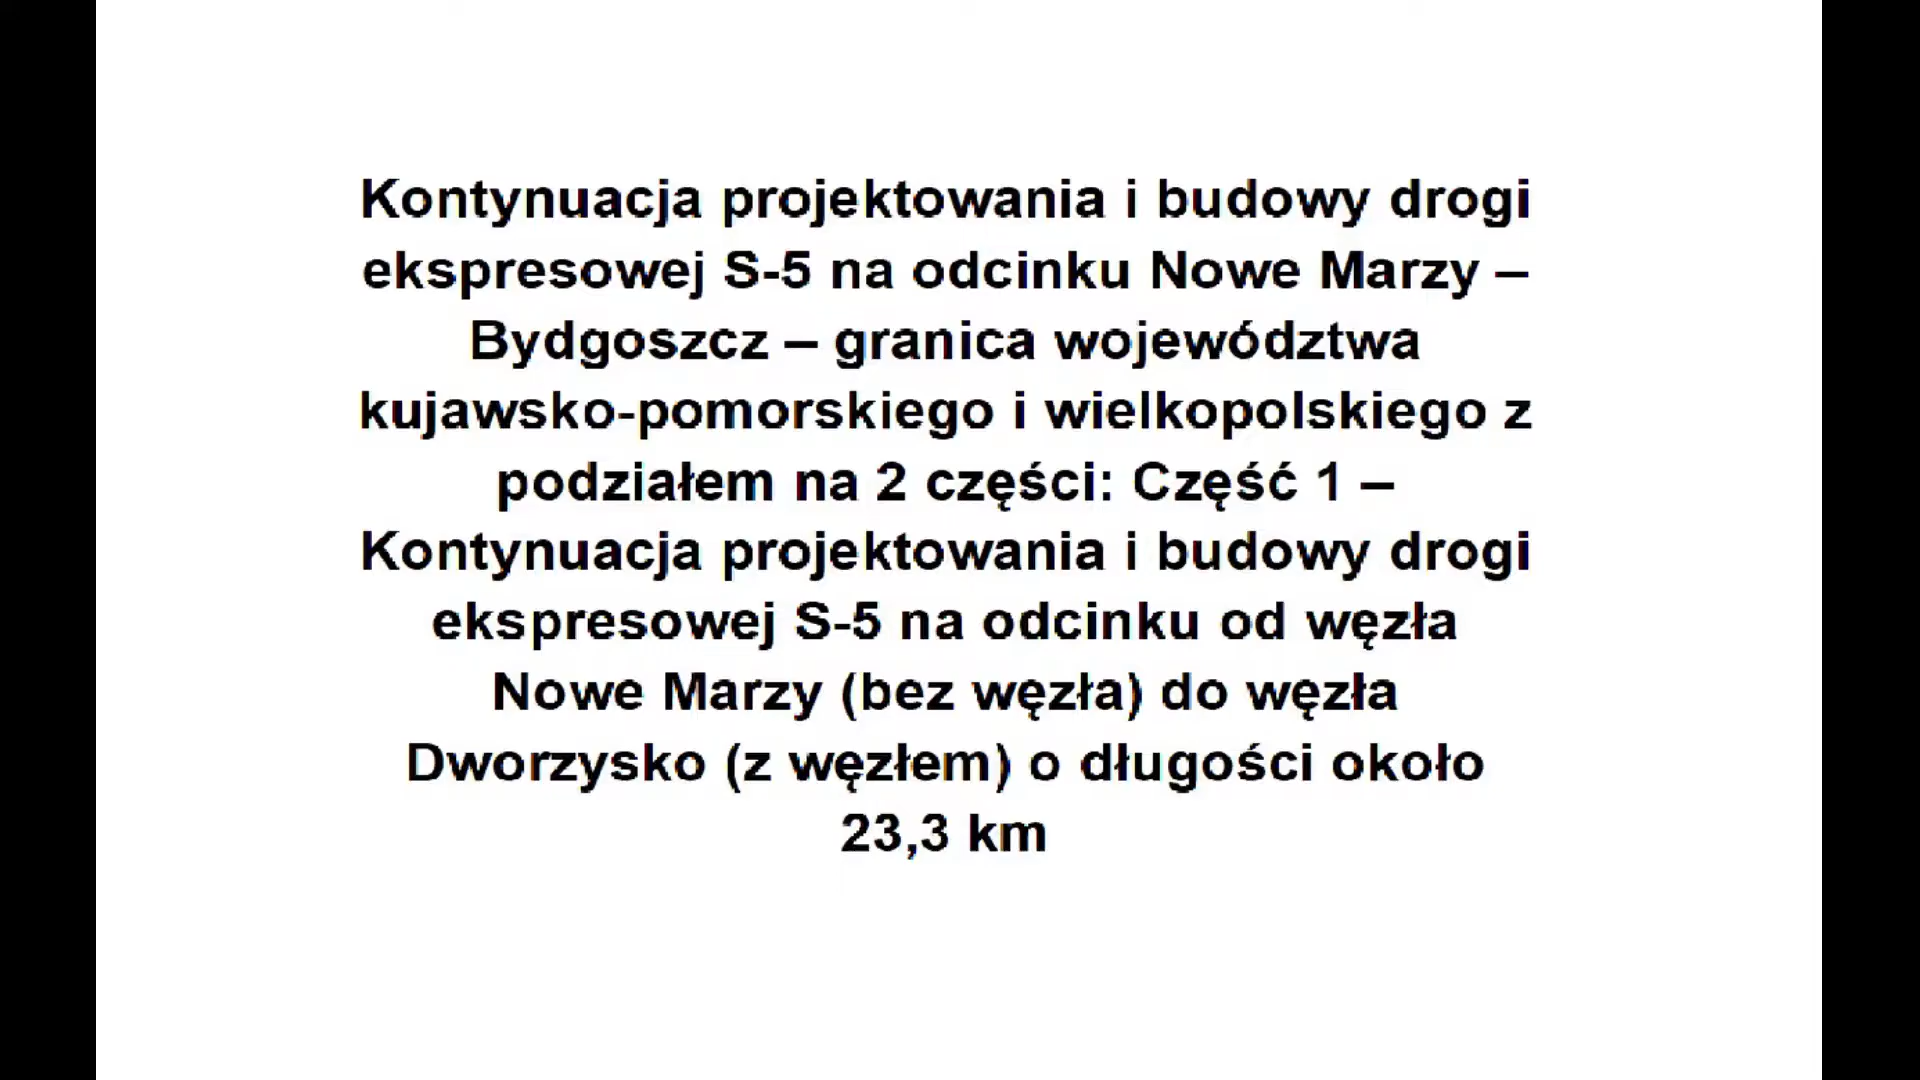 Kontynuacja projektowania i budowy drogi
ekspresowej S-5 na odcinku Nowe Marzy –
Bydgoszcz – granica województwa
kujawsko-pomorskiego i wielkopolskiego z
podziałem na 2 części: Część 1 –
Kontynuacja projektowania i budowy drogi
ekspresowej S-5 na odcinku od węzła
Nowe Marzy (bez węzła) do węzła
Dworzysko (z węzłem) o długości około
23,3 km